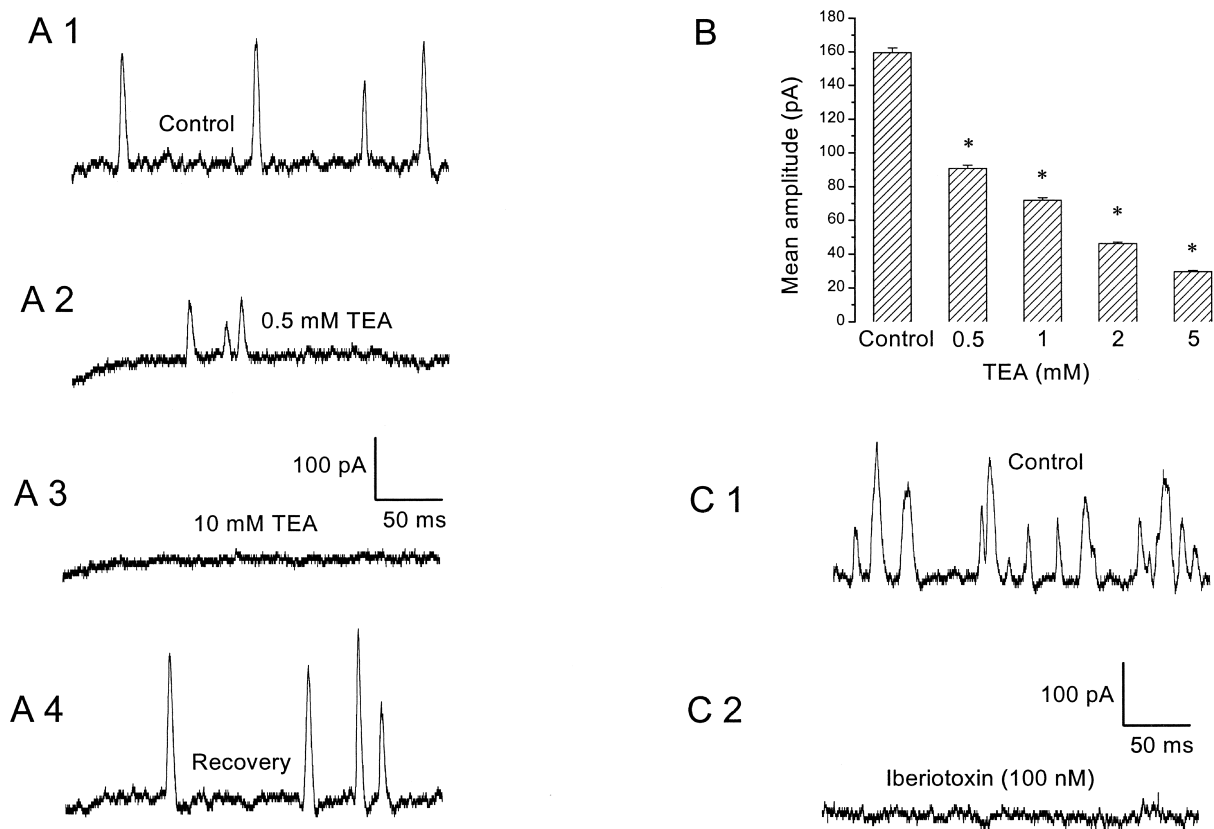 A 1
Control
A 2
0.5 mM TEA
A 3
100 pA
50 ms
10 mM TEA
A 4
Recovery
B
Mean amplitude (pA)
180
160
140
120
100
80
60
40
20
0
*
*
*
*
Control 0.5 1 2 5
TEA (mM)
C 1
Control
C 2
100 pA
50 ms
Iberiotoxin (100 nM)